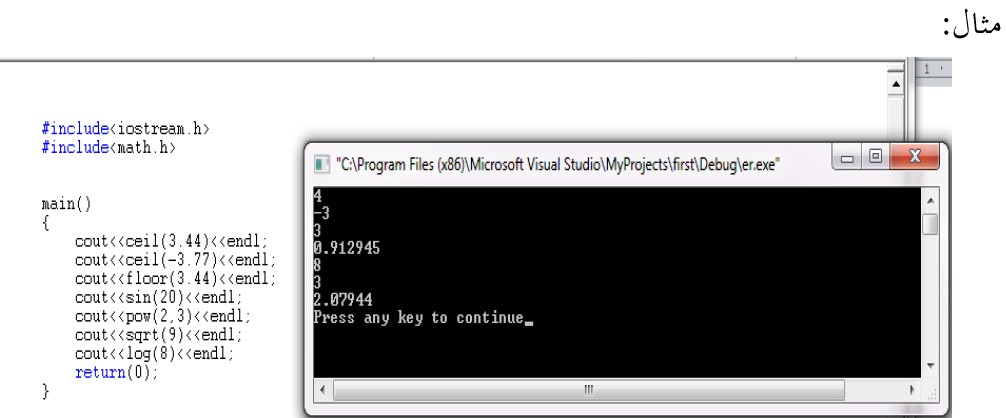 مثال:
1
#include<iostream.h>
#include<math.h>
main()
{
cout<<ceil(3.44)<<endl;
cout<<ceil(-3.77)<<endl;
cout<<floor(3.44)<<endl;
cout<<sin(20)<<endl;
cout<<pow(2,3)<<endl;
cout<<sqrt(9)<<endl;
cout<<log(8)<<endl;
return(0);
}
"C:\Program Files (x86)\Microsoft Visual Studio\MyProjects\first\Debug\er.exe"
4
-3
3
0.912945
8
3
2.07944
Press any key to continue_